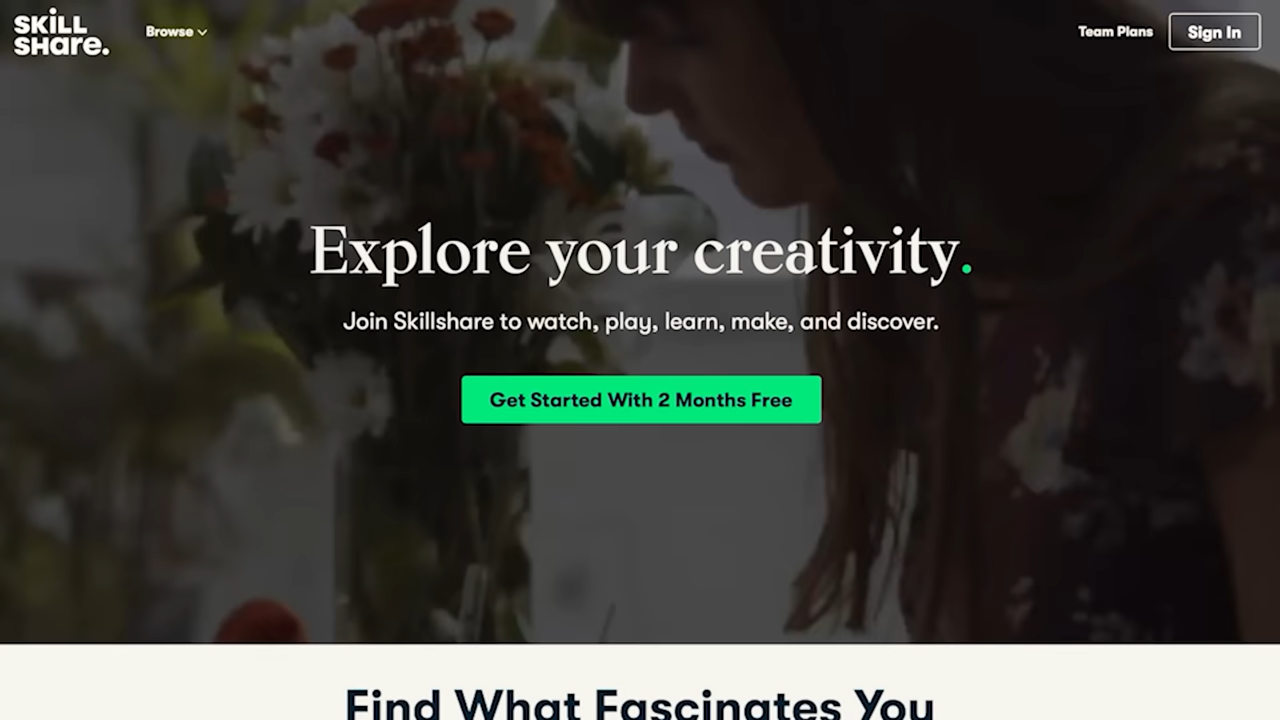 SKiLL
SHare.
Browse
Team Plans
Sign In
Explore your creativity.
Join Skillshare to watch, play, learn, make, and discover.
Get Started With 2 Months Free
Find What Fascinates You